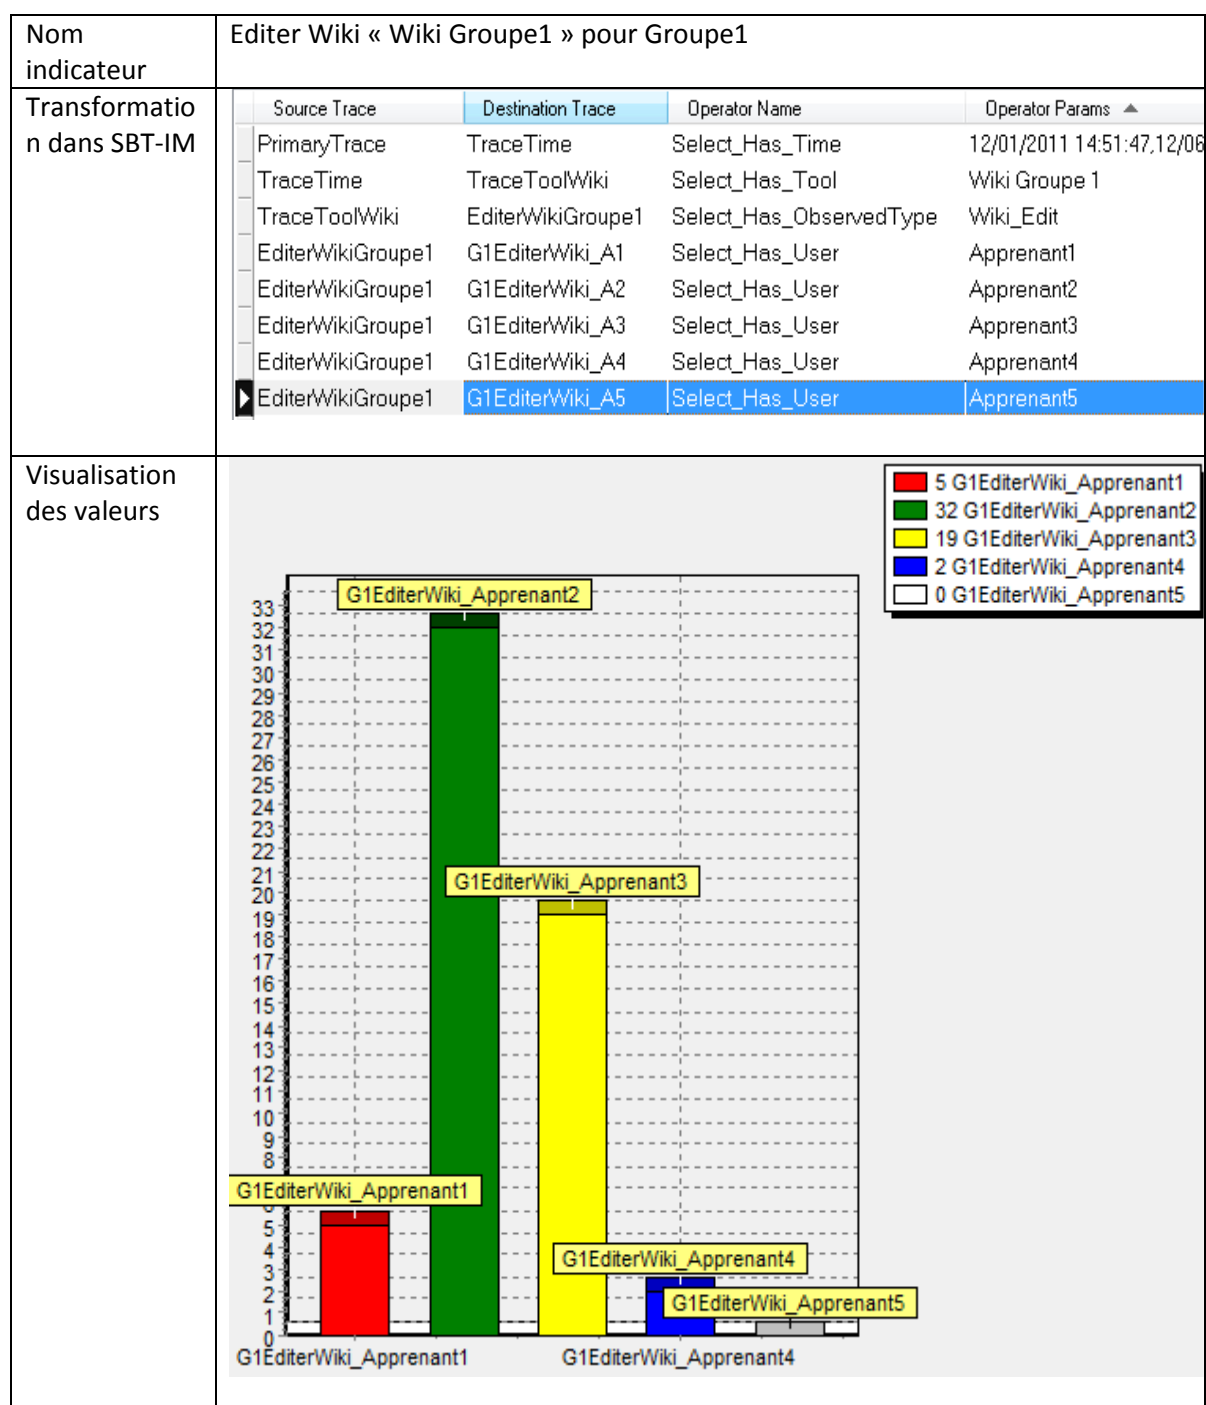 Nom
indicateur
Editer Wiki « Wiki Groupe1 » pour Groupe1
Transformatio
n dans SBT-IM
Source Trace Destination Trace Operator Name Operator Params
PrimaryTrace TraceTime Select_Has_Time 12/01/2011 14:51:47,12/06
TraceTime TraceToolWiki Select_Has_Tool Wiki Groupe 1
TraceToolWiki EditerWikiGroupe1 Select_Has_ObservedType Wiki_Edit
EditerWikiGroupe1 G1EditerWiki_A1 Select_Has_User Apprenant1
EditerWikiGroupe1 G1EditerWiki_A2 Select_Has_User Apprenant2
EditerWikiGroupe1 G1EditerWiki_A3 Select_Has_User Apprenant3
EditerWikiGroupe1 G1EditerWiki_A4 Select_Has_User Apprenant4
EditerWikiGroupe1 G1EditerWiki_A5 Select_Has_User Apprenant5
Visualisation
des valeurs
5 G1EditerWiki_Apprenant1
32 G1EditerWiki_Apprenant2
19 G1EditerWiki_Apprenant3
2 G1EditerWiki_Apprenant4
0 G1EditerWiki_Apprenant5
G1EditerWiki_Apprenant2
33
32
31
30
29
28
27
26
25
24
23
22
21
G1EditerWiki_Apprenant3
20
19
18
17
16
15
14
13
12
11
10
9
8
G1EditerWiki_Apprenant1
5
4
G1EditerWiki_Apprenant4
3
2
G1EditerWiki_Apprenant5
1
0
G1EditerWiki_Apprenant1 G1EditerWiki_Apprenant4